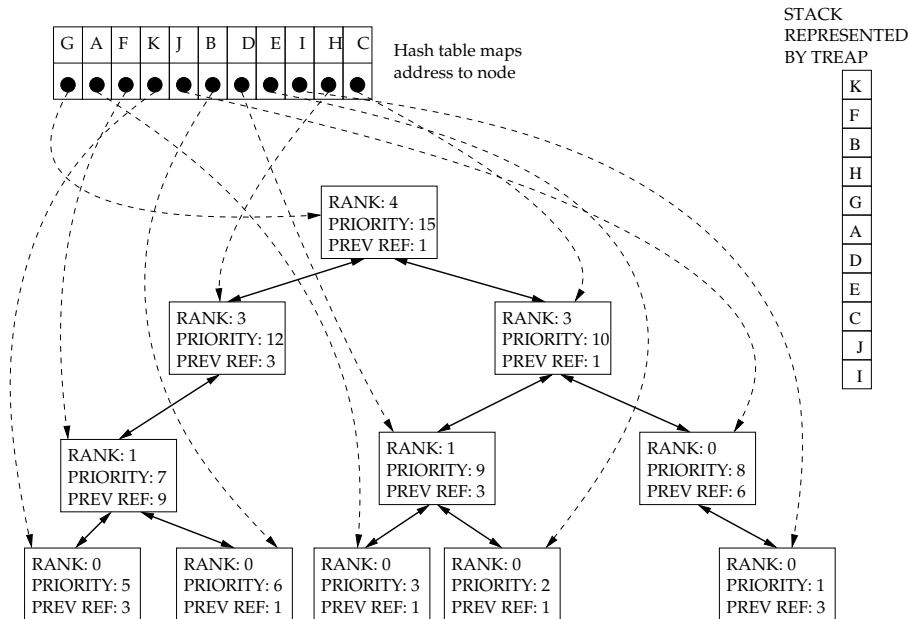 G A F K J B D E I H C
Hash table maps
address to node
STACK
REPRESENTED
BY TREAP
K
F
B
H
G
A
D
E
C
J
I
RANK: 4
PRIORITY: 15
PREV REF: 1
RANK: 3
PRIORITY: 12
PREV REF: 3
RANK: 3
PRIORITY: 10
PREV REF: 1
RANK: 1
PRIORITY: 7
PREV REF: 9
RANK: 1
PRIORITY: 9
PREV REF: 3
RANK: 0
PRIORITY: 8
PREV REF: 6
RANK: 0
PRIORITY: 5
PREV REF: 3
RANK: 0
PRIORITY: 6
PREV REF: 1
RANK: 0
PRIORITY: 3
PREV REF: 1
RANK: 0
PRIORITY: 2
PREV REF: 1
RANK: 0
PRIORITY: 1
PREV REF: 3